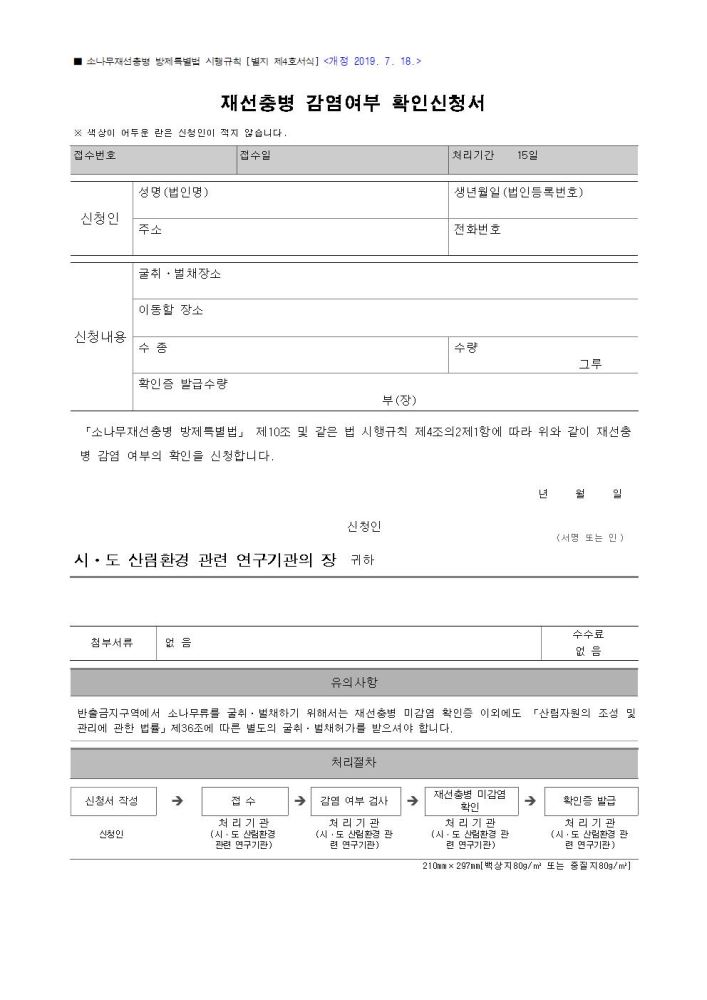 ■ 소나무재선충병 방제특별법 시행규칙 [별지 제4호서식] <개정 2019. 7. 18.>
재선충병 감염여부 확인신청서
※ 색상이 어두운 란은 신청인이 적지 않습니다.
접수번호 접수일 처리기간 15일
신청인
성명(법인명) 생년월일(법인등록번호)
주소 전화번호
신청내용
굴취ㆍ벌채장소
이동할 장소
수 종 수량
그루
확인증 발급수량
부(장)
「소나무재선충병 방제특별법」 제10조 및 같은 법 시행규칙 제4조의2제1항에 따라 위와 같이 재선충
병 감염 여부의 확인을 신청합니다.
년 월 일
신청인
(서명 또는 인)
시ㆍ도 산림환경 관련 연구기관의 장 귀하
첨부서류 없 음 수수료
없 음
유의사항
반출금지구역에서 소나무류를 굴취ㆍ벌채하기 위해서는 재선충병 미감염 확인증 이외에도 「산림자원의 조성 및
관리에 관한 법률」제36조에 따른 별도의 굴취ㆍ벌채허가를 받으셔야 합니다.
처리절차
신청서 작성 ➔ 접 수 ➔ 감염 여부 검사 ➔ 재선충병 미감염
확인 ➔ 확인증 발급
신청인 처 리 기 관 처 리 기 관 처 리 기 관 처 리 기 관
(시ㆍ도 산림환경 (시ㆍ도 산림환경 관 (시ㆍ도 산림환경 관 (시ㆍ도 산림환경 관
관련 연구기관) 련 연구기관) 련 연구기관) 련 연구기관)
210mm×297mm[백상지80g/㎡ 또는 중질지80g/㎡]